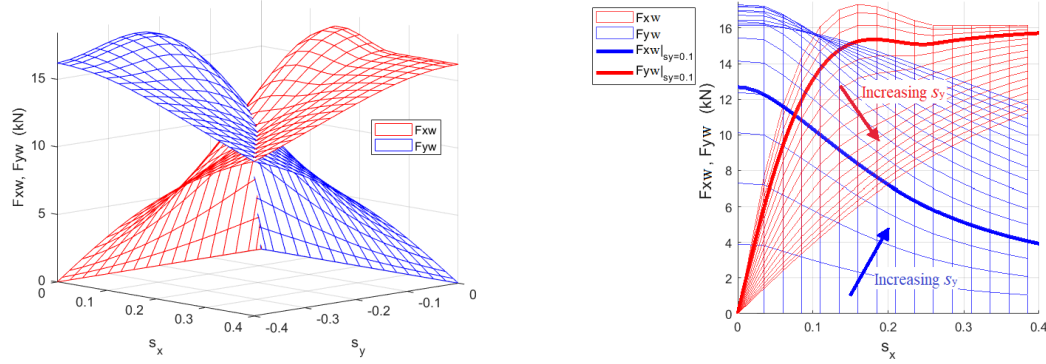 Fxw, Fyw (kN)
15
10
5
0
0
0.1
0.2
0.3
0.4
s_x
-0.4
-0.3
-0.2
-0.1
0
s_y
Fxw
Fyw
Fxw
Fyw
Fxw|sy=0.1
Fyw|sy=0.1
Fxw , Fyw (kN)
16
14
12
10
8
6
4
2
0
Increasing sy
Increasing sy
0
0.1
0.2
0.3
0.4
s_x